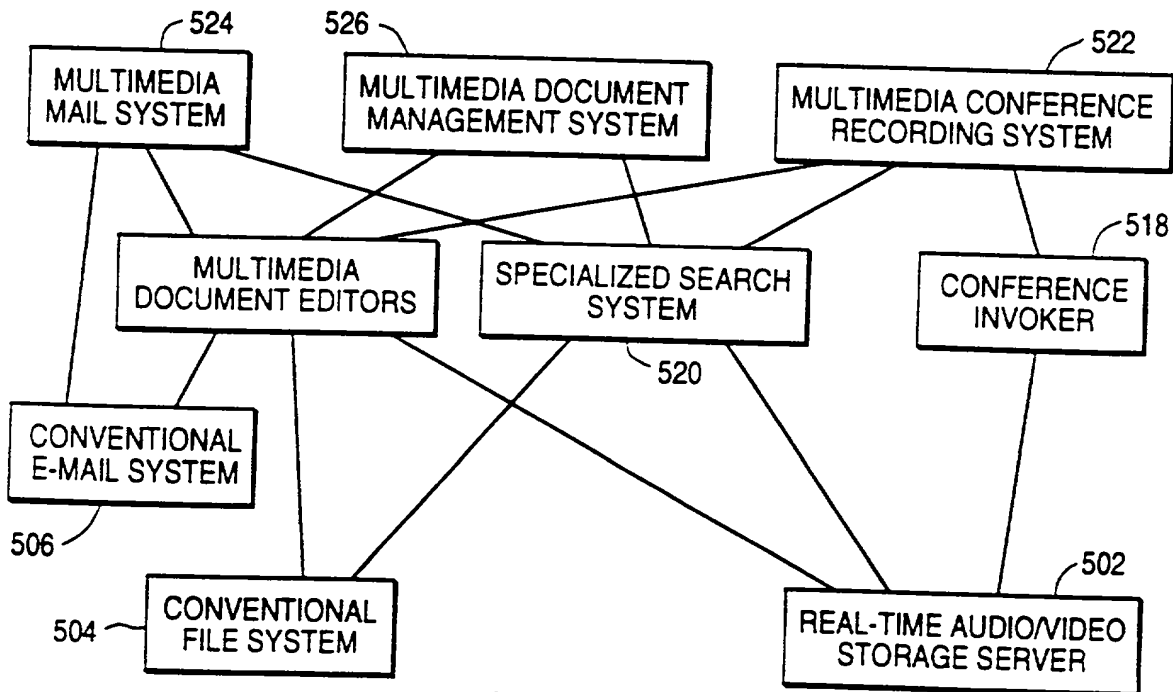 524
526
522
MULTIMEDIA
MAIL SYSTEM
MULTIMEDIA DOCUMENT
MANAGEMENT SYSTEM
MULTIMEDIA CONFERENCE
RECORDING SYSTEM
518
MULTIMEDIA
DOCUMENT EDITORS
SPECIALIZED SEARCH
SYSTEM
CONFERENCE
INVOKER
520
CONVENTIONAL
E-MAIL SYSTEM
506
502
504
CONVENTIONAL
FILE SYSTEM
REAL-TIME AUDIO/VIDEO
STORAGE SERVER